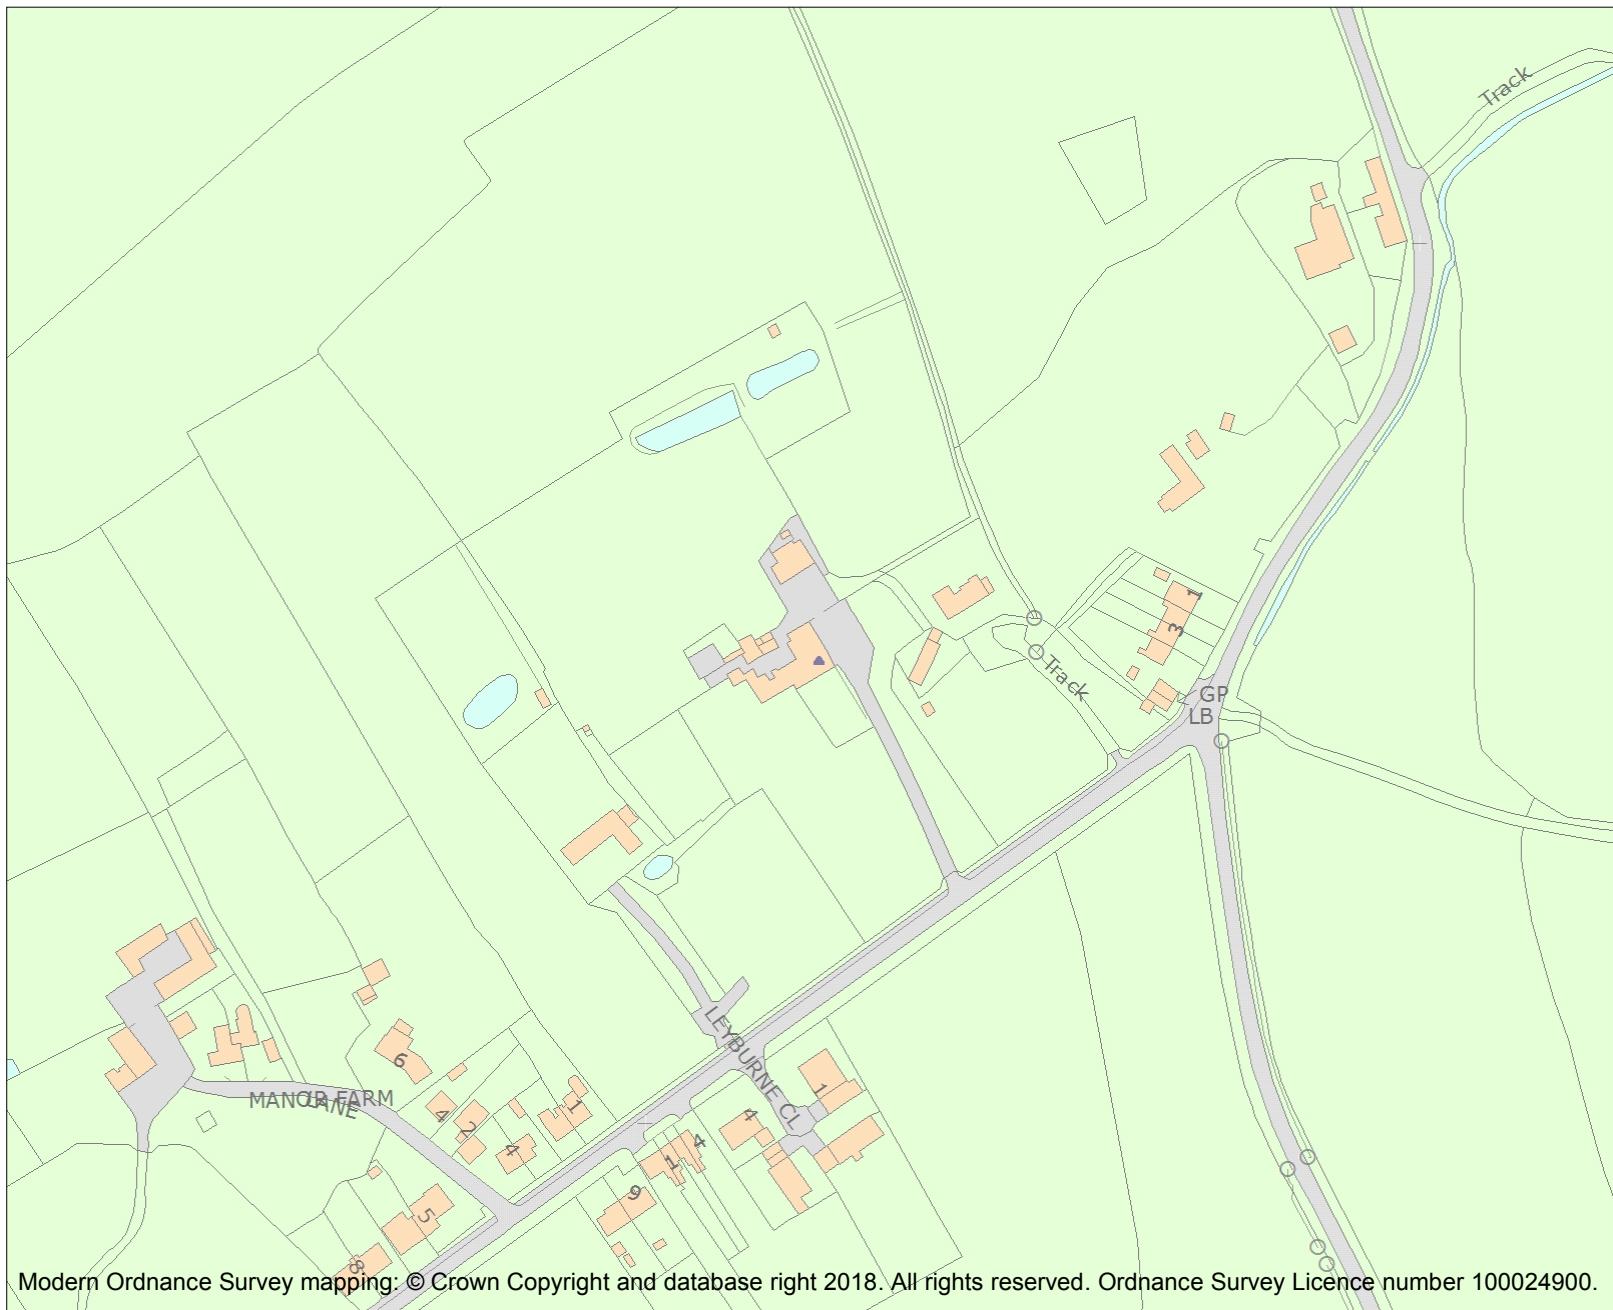 Track
1
3
Track
GP
LB
6
MANOR FARM
LANE
4
2
4
1
LEYBURNE CL
1
4
4
1
9
5
8
Modern Ordnance Survey mapping: © Crown Copyright and database right 2018. All rights reserved. Ordnance Survey Licence number 100024900.